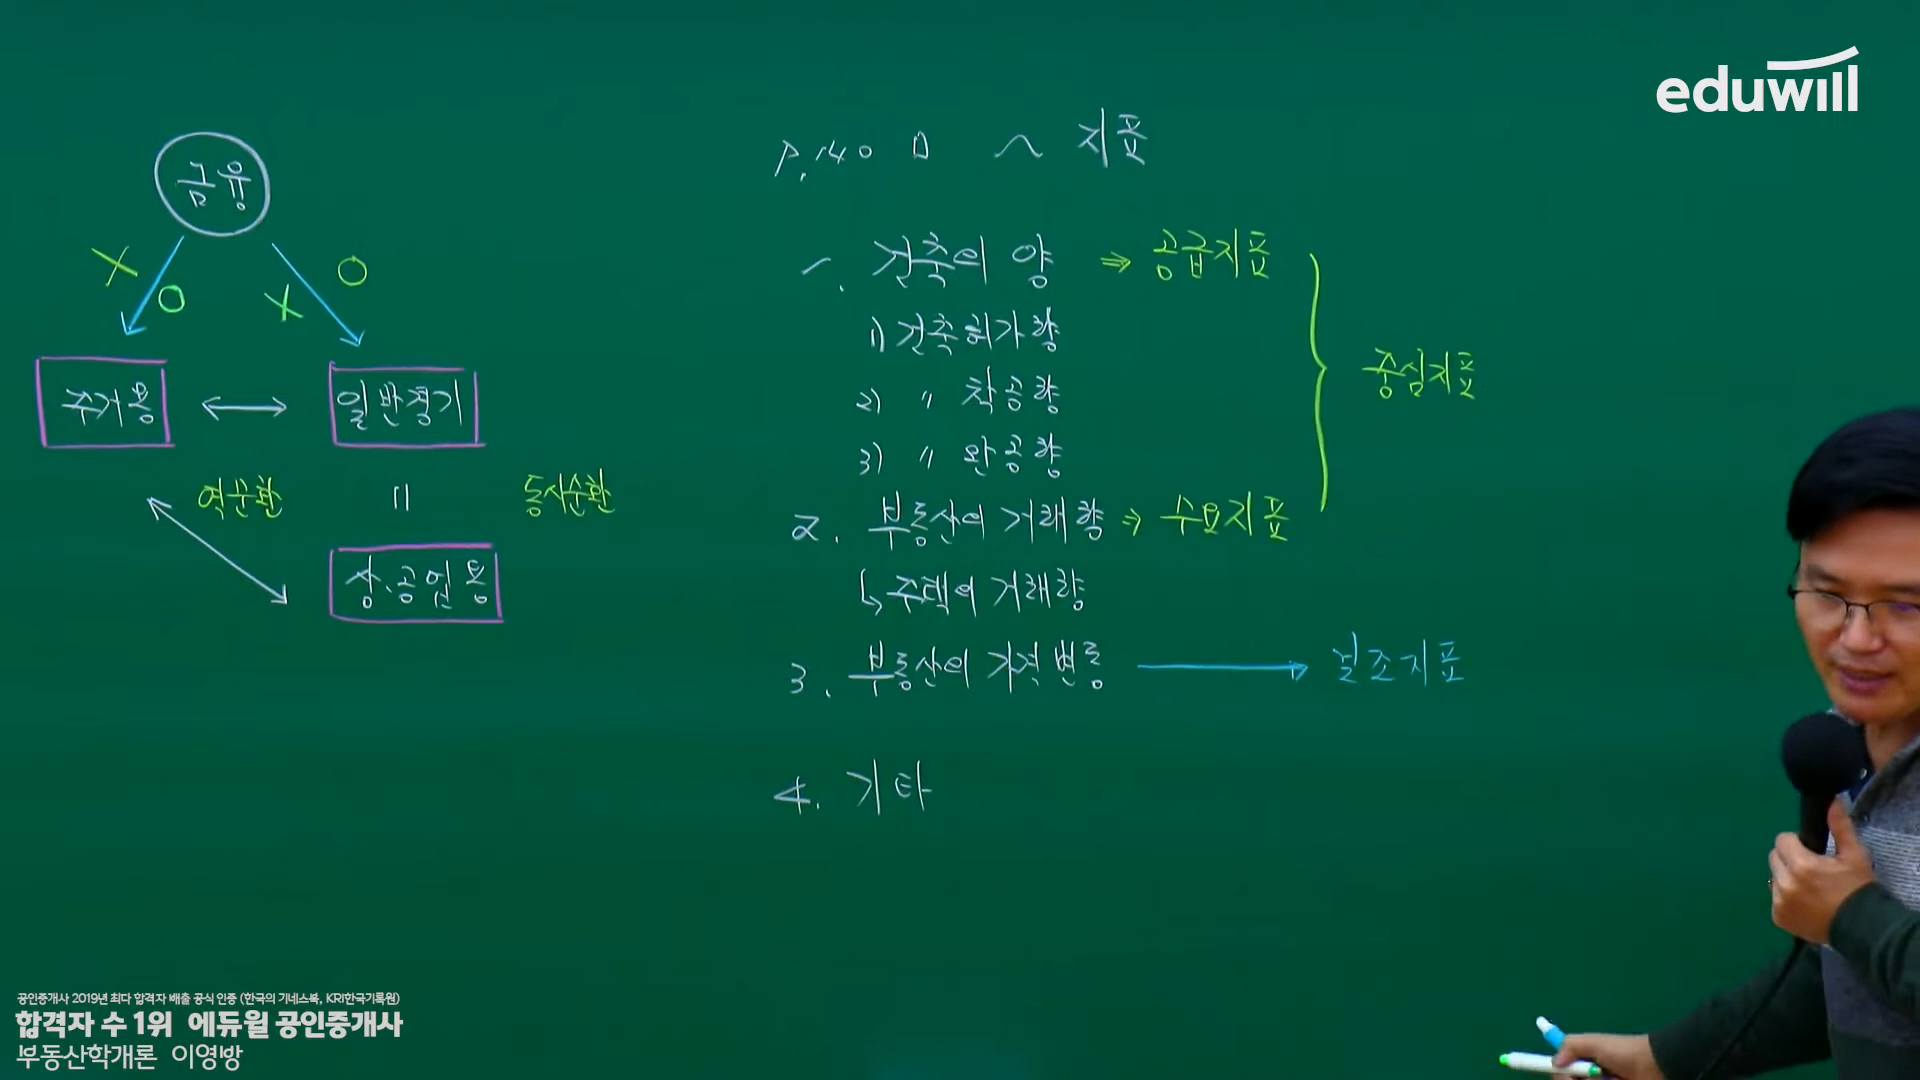 eduwill
금융
X O X O
주거용 ↔ 일반경기
역순환 = 동시순환
상.공업용
P.140 ㅁ ～ 지표
1. 건축의 양 ⇒ 공급지표
1) 건축허가량
2) 〃 착공량
3) 〃 완공량
중심지표
2. 부동산의 거래량 ⇒ 수요지표
↳ 주택의 거래량
3. 부동산의 가격변동 → 보조지표
4. 기타
공인중개사 2019년 최다 합격자 배출 공식 인증 (한국의 기네스북, KRI한국기록원)
합격자 수 1위 에듀윌 공인중개사
부동산학개론 이영방